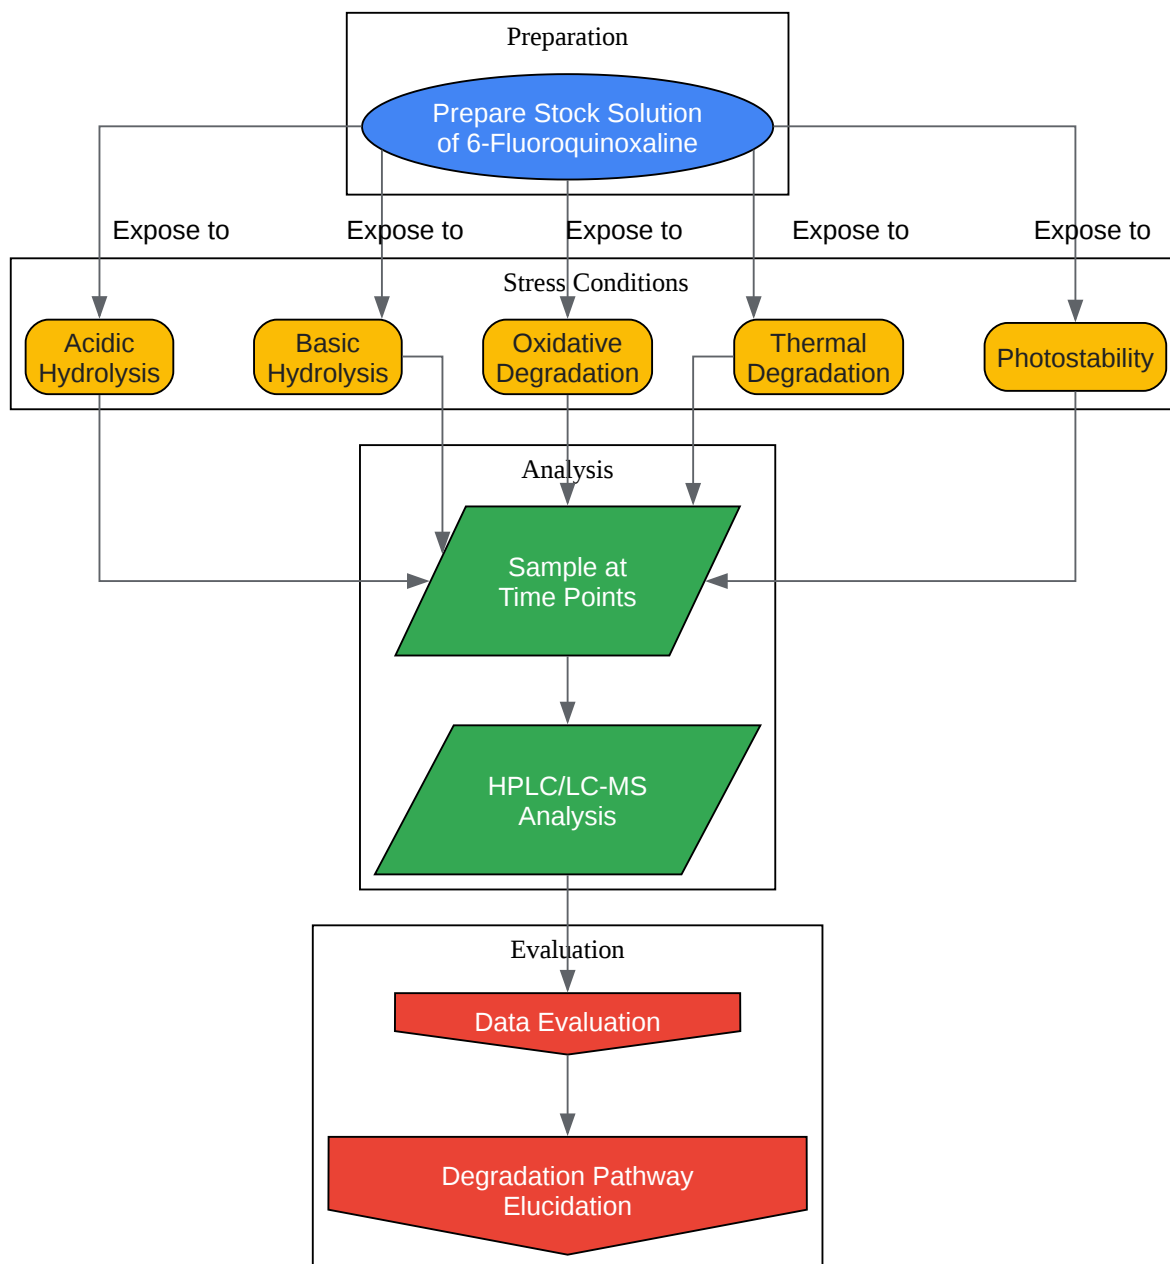 Preparation
Prepare Stock Solution
of 6-Fluoroquinoxaline
Expose to
Expose to
Expose to
Expose to
Expose to
Stress Conditions
Acidic
Hydrolysis
Basic
Hydrolysis
Oxidative
Degradation
Thermal
Degradation
Photostability
Analysis
Sample at
Time Points
HPLC/LC-MS
Analysis
Evaluation
Data Evaluation
Degradation Pathway
Elucidation